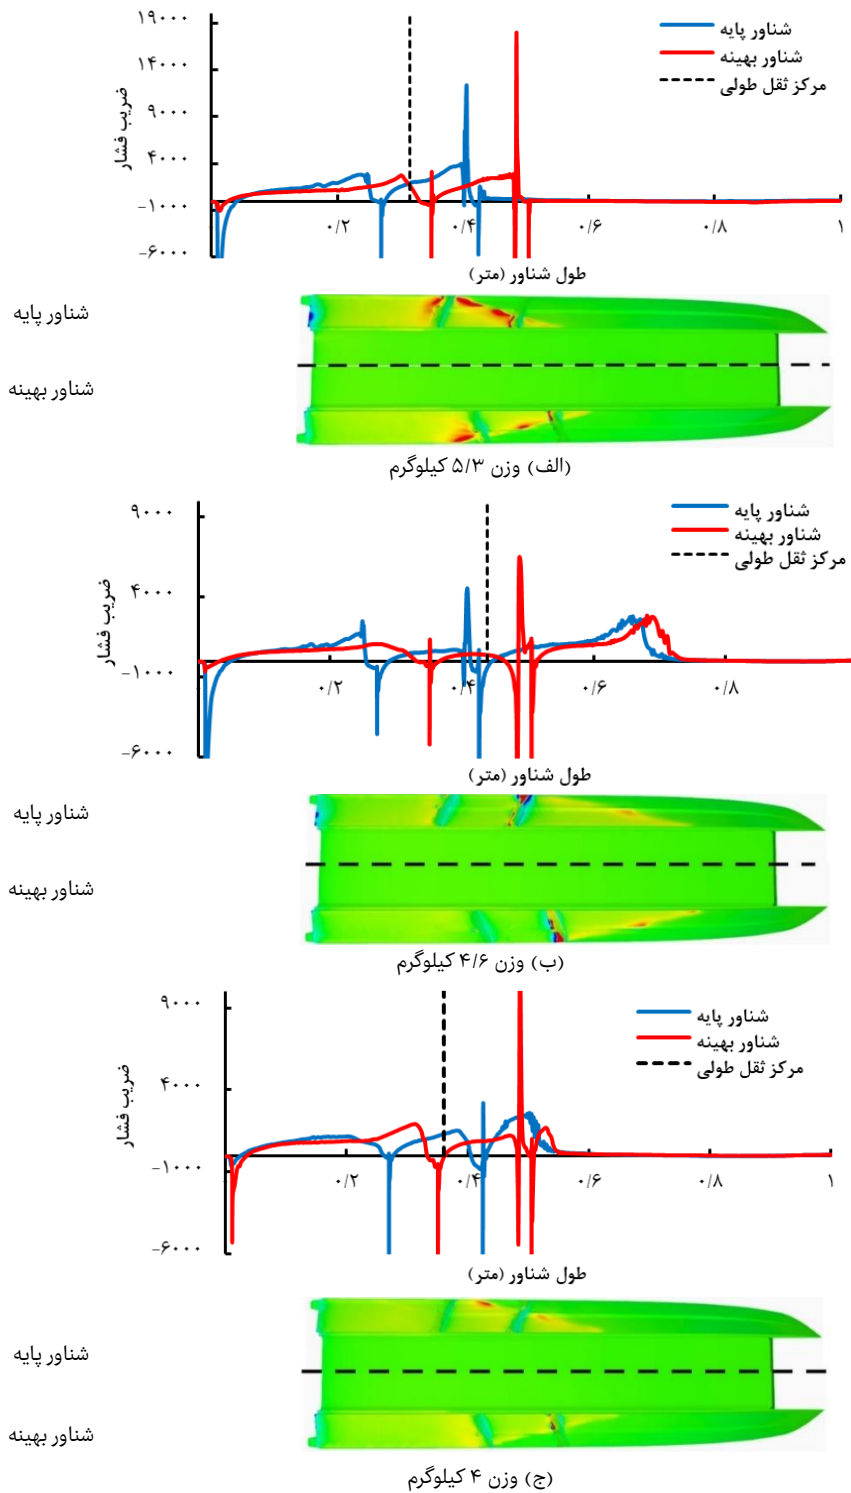 شناور پایه
شناور بهینه
مرکز ثقل طولی
ضریب فشار
۱۹۰۰۰
۱۴۰۰۰
۹۰۰۰
۴۰۰۰
-۱۰۰۰
-۶۰۰۰
۰/۲
۰/۴
۰/۶
۰/۸
۱
طول شناور (متر)
شناور پایه
شناور بهینه
(الف) وزن ۵/۳ کیلوگرم
شناور پایه
شناور بهینه
مرکز ثقل طولی
ضریب فشار
۹۰۰۰
۴۰۰۰
-۱۰۰۰
-۶۰۰۰
۰/۲
۰/۴
۰/۶
۰/۸
طول شناور (متر)
شناور پایه
شناور بهینه
(ب) وزن ۴/۶ کیلوگرم
شناور پایه
شناور بهینه
مرکز ثقل طولی
ضریب فشار
۹۰۰۰
۴۰۰۰
-۱۰۰۰
-۶۰۰۰
۰/۲
۰/۴
۰/۶
۰/۸
۱
طول شناور (متر)
شناور پایه
شناور بهینه
(ج) وزن ۴ کیلوگرم